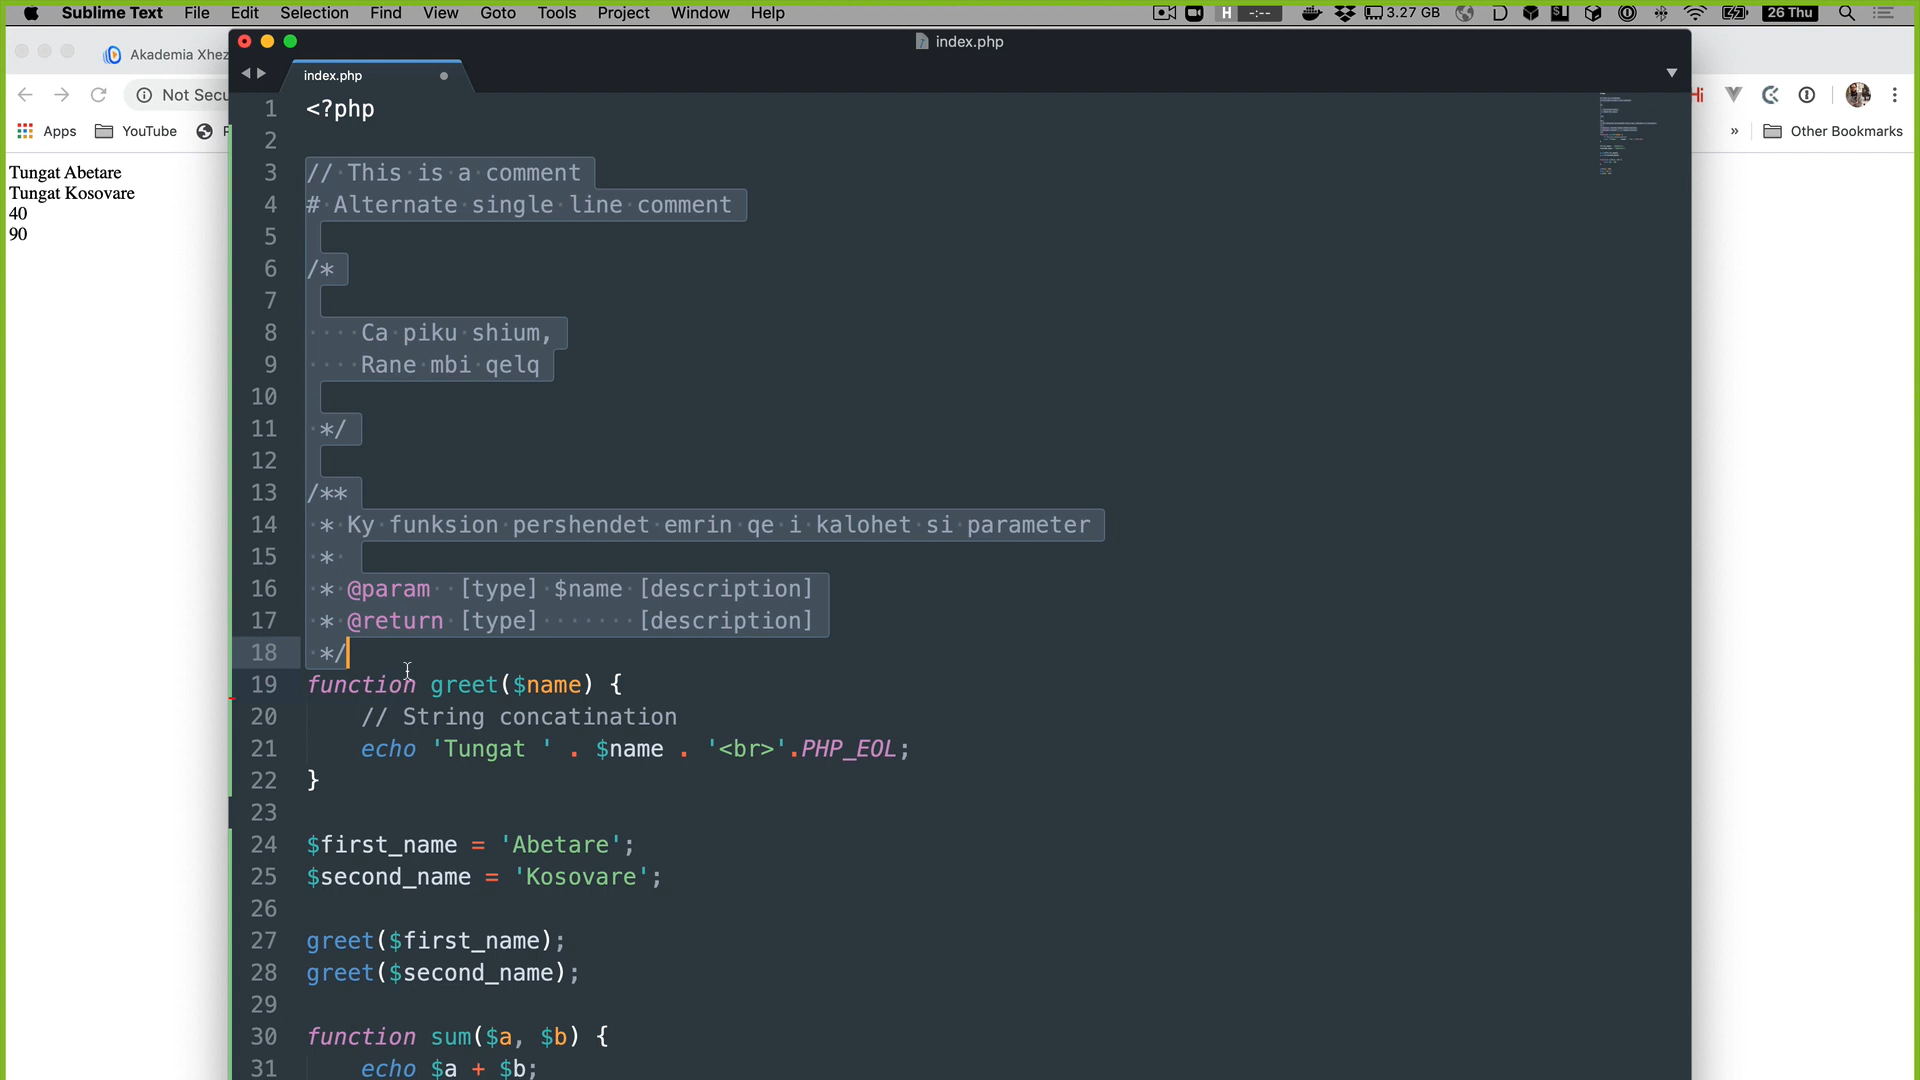 Sublime Text File Edit Selection Find View Goto Tools Project Window Help H -:-- 3.27 GB 26 Thu
index.php
Akademia Xhez
index.php
Not Secu
Apps YouTube Other Bookmarks
Tungat Abetare
Tungat Kosovare
40
90
1 <?php
2
3 // This is a comment
4 # Alternate single line comment
5
6 /*
7
8 Ca piku shium,
9 Rane mbi qelq
10
11 */
12
13 /**
14 * Ky funksion pershendet emrin qe i kalohet si parameter
15 *
16 * @param [type] $name [description]
17 * @return [type] [description]
18 */
19 function greet($name) {
20 // String concatination
21 echo 'Tungat ' . $name . '<br>'.PHP_EOL;
22 }
23
24 $first_name = 'Abetare';
25 $second_name = 'Kosovare';
26
27 greet($first_name);
28 greet($second_name);
29
30 function sum($a, $b) {
31 echo $a + $b;